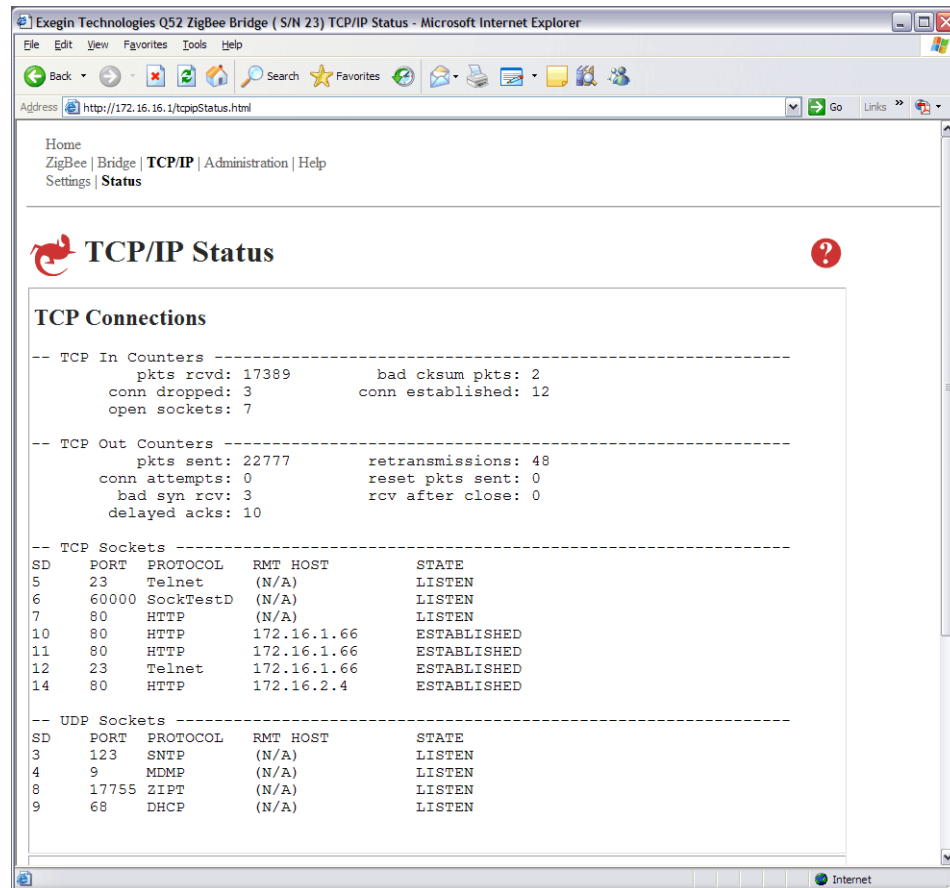 Exegin Technologies Q52 ZigBee Bridge ( S/N 23) TCP/IP Status - Microsoft Internet Explorer
File Edit View Favorites Tools Help
Back Search Favorites
Address http://172.16.16.1/tcpipStatus.html Go Links »
Home
ZigBee | Bridge | TCP/IP | Administration | Help
Settings | Status
TCP/IP Status ?
TCP Connections
-- TCP In Counters ------------------------------------------------------------
pkts rcvd: 17389 bad cksum pkts: 2
conn dropped: 3 conn established: 12
open sockets: 7
-- TCP Out Counters -----------------------------------------------------------
pkts sent: 22777 retransmissions: 48
conn attempts: 0 reset pkts sent: 0
bad syn rcv: 3 rcv after close: 0
delayed acks: 10
-- TCP Sockets ----------------------------------------------------------------
SD PORT PROTOCOL RMT HOST STATE
5 23 Telnet (N/A) LISTEN
6 60000 SockTestD (N/A) LISTEN
7 80 HTTP (N/A) LISTEN
10 80 HTTP 172.16.1.66 ESTABLISHED
11 80 HTTP 172.16.1.66 ESTABLISHED
12 23 Telnet 172.16.1.66 ESTABLISHED
14 80 HTTP 172.16.2.4 ESTABLISHED
-- UDP Sockets ----------------------------------------------------------------
SD PORT PROTOCOL RMT HOST STATE
3 123 SNTP (N/A) LISTEN
4 9 MDMP (N/A) LISTEN
8 17755 ZIPT (N/A) LISTEN
9 68 DHCP (N/A) LISTEN
Internet